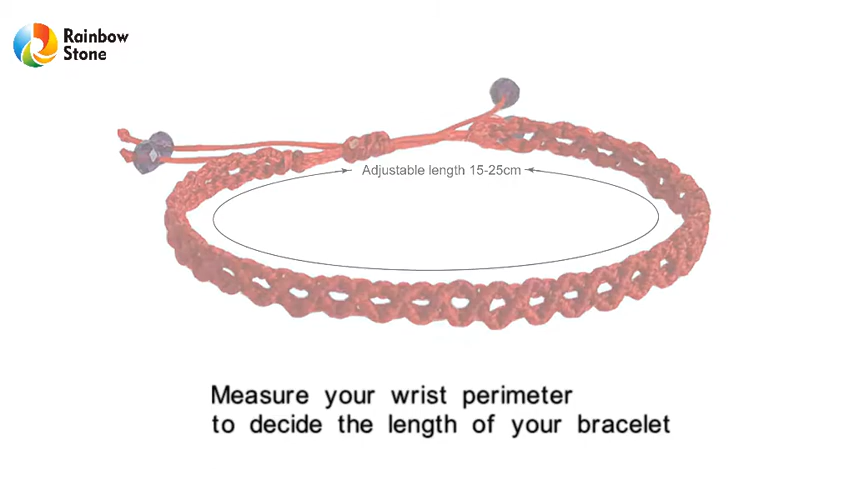 Rainbow
Stone
Adjustable length 15-25cm
Measure your wrist perimeter
to decide the length of your bracelet